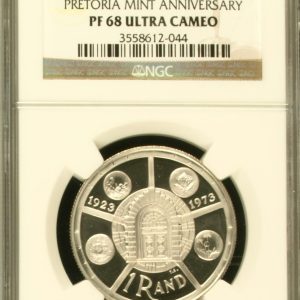 PRETORIA MINT ANNIVERSARY
PF 68 ULTRA CAMEO
3558612-044
NGC
1923 1973
1 RAND